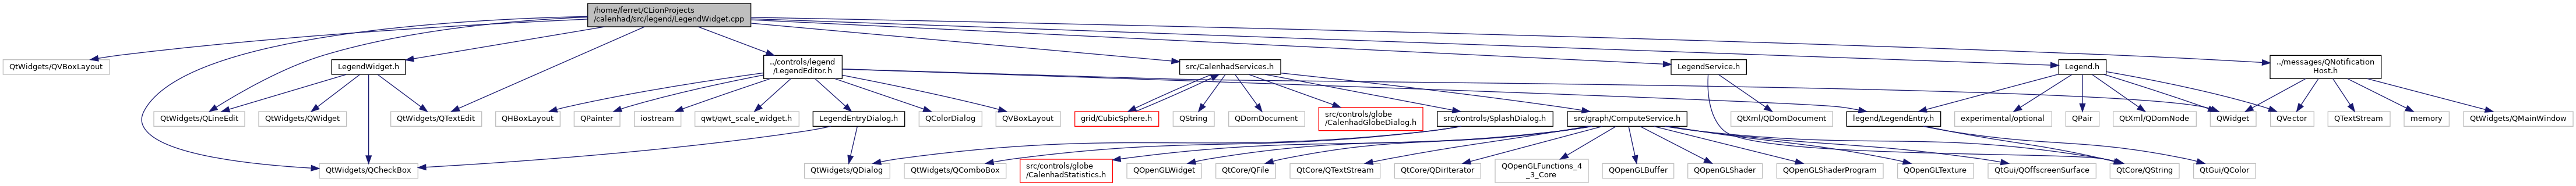 /home/ferret/CLionProjects
/calenhad/src/legend/LegendWidget.cpp
QtWidgets/QVBoxLayout
LegendWidget.h
../controls/legend
/LegendEditor.h
src/CalenhadServices.h
LegendService.h
Legend.h
../messages/QNotification
Host.h
QtWidgets/QLineEdit
QtWidgets/QWidget
QtWidgets/QTextEdit
QHBoxLayout
QPainter
iostream
qwt/qwt_scale_widget.h
LegendEntryDialog.h
QColorDialog
QVBoxLayout
grid/CubicSphere.h
QString
QDomDocument
src/controls/globe
/CalenhadGlobeDialog.h
src/controls/SplashDialog.h
src/graph/ComputeService.h
QtXml/QDomDocument
legend/LegendEntry.h
experimental/optional
QPair
QtXml/QDomNode
QWidget
QVector
QTextStream
memory
QtWidgets/QMainWindow
QtWidgets/QCheckBox
QtWidgets/QDialog
QtWidgets/QComboBox
src/controls/globe
/CalenhadStatistics.h
QOpenGLWidget
QtCore/QFile
QtCore/QTextStream
QtCore/QDirIterator
QOpenGLFunctions_4
_3_Core
QOpenGLBuffer
QOpenGLShader
QOpenGLShaderProgram
QOpenGLTexture
QtGui/QOffscreenSurface
QtCore/QString
QtGui/QColor